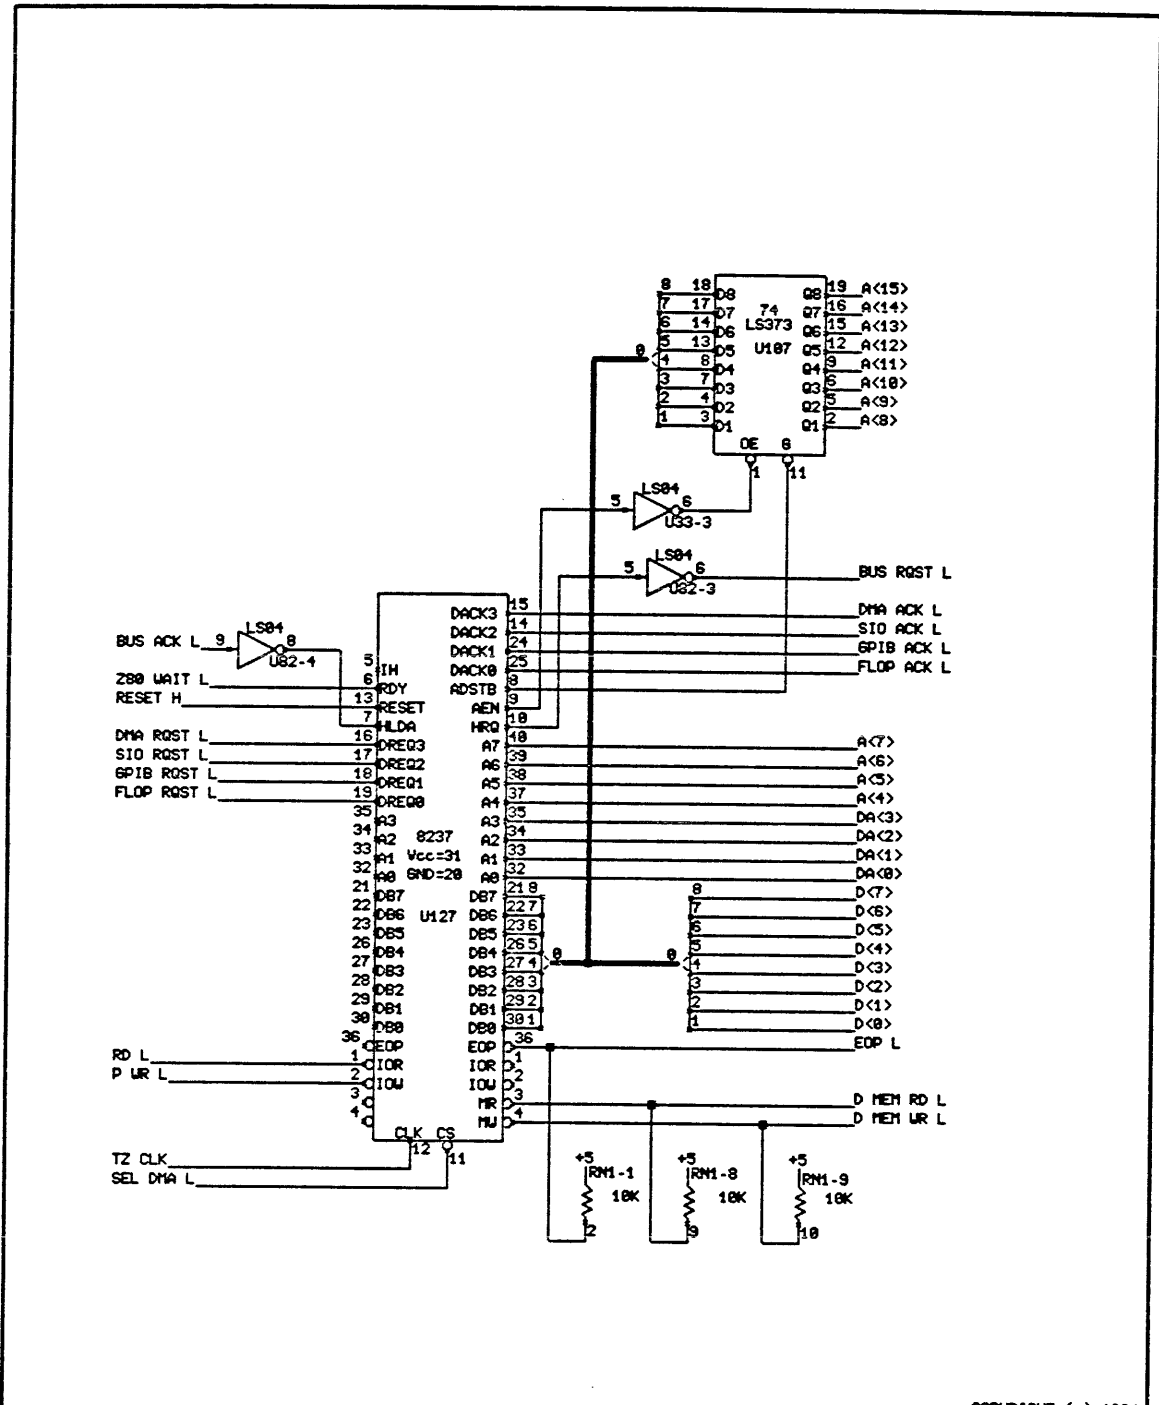 8 18 D8 Q8 19 A<15>
7 17 D7 74 Q7 16 A<14>
6 14 D6 LS373 Q6 15 A<13>
5 13 D5 U107 Q5 12 A<12>
0
4 8 D4 Q4 9 A<11>
3 7 D3 Q3 6 A<10>
2 4 D2 Q2 5 A<9>
1 3 D1 Q1 2 A<8>
OE G
1 11
LS04
5 6
U33-3
LS04
5 6 BUS RQST L
U82-3
DACK3 15 DMA ACK L
DACK2 14 SIO ACK L
DACK1 24 GPIB ACK L
DACK0 25 FLOP ACK L
ADSTB 8
AEN 9
HRQ 10
LS04
BUS ACK L 9 8
U82-4
5 IH
Z80 WAIT L 6 RDY
RESET H 13 RESET
7 HLDA
DMA RQST L 16 DREQ3 A7 40 A<7>
SIO RQST L 17 DREQ2 A6 39 A<6>
GPIB RQST L 18 DREQ1 A5 38 A<5>
FLOP RQST L 19 DREQ0 A4 37 A<4>
35 A3 A3 35 DA<3>
34 A2 8237 A2 34 DA<2>
33 A1 Vcc=31 A1 33 DA<1>
32 A0 GND=20 A0 32 DA<0>
21 DB7 DB7 21 8 8 D<7>
22 DB6 U127 DB6 22 7 7 D<6>
23 DB5 DB5 23 6 6 D<5>
26 DB4 DB4 26 5 5 D<4>
0 0
27 DB3 DB3 27 4 4 D<3>
28 DB2 DB2 28 3 3 D<2>
29 DB1 DB1 29 2 2 D<1>
30 DB0 DB0 30 1 1 D<0>
36 EOP EOP 36 EOP L
RD L 1 IOR IOR 1
P WR L 2 IOW IOW 2
3 MR 3 D MEM RD L
4 MW 4 D MEM WR L
CLK CS
12 11
TZ CLK
SEL DMA L
+5 +5 +5
RN1-1 RN1-8 RN1-9
10K 10K 10K
2 9 10